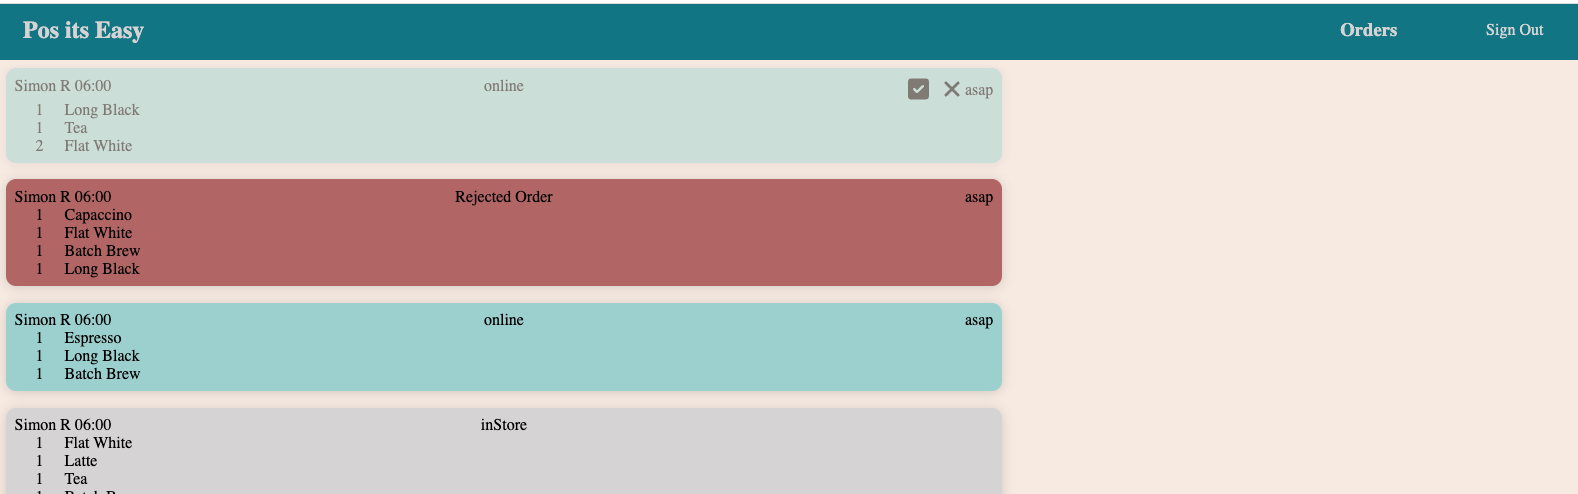 Pos its Easy Orders Sign Out
Simon R 06:00 online asap
1 Long Black
1 Tea
2 Flat White
Simon R 06:00 Rejected Order asap
1 Capaccino
1 Flat White
1 Batch Brew
1 Long Black
Simon R 06:00 online asap
1 Espresso
1 Long Black
1 Batch Brew
Simon R 06:00 inStore
1 Flat White
1 Latte
1 Tea